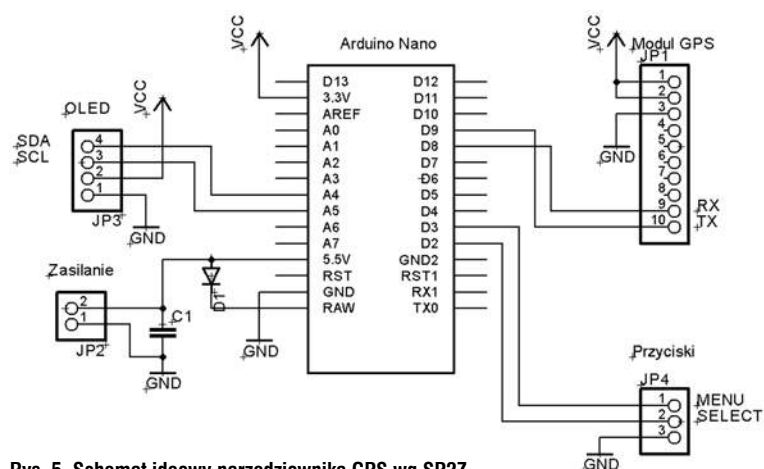 VCC
Arduino Nano
D13
3.3V
AREF
A0
A1
A2
A3
A4
A5
A6
A7
5.5V
RST
GND
RAW
D12
D11
D10
D9
D8
D7
D6
D5
D4
D3
D2
GND2
RST1
RX1
TX0
OLED
VCC
SDA
SCL
4
3
2
1
JP3
GND
Zasilanie
2
1
JP2
C1
GND
D1
GND
VCC
Modul GPS
JP1
1
2
3
4
5
6
7
8
9
10
GND
RX
TX
Przyciski
JP4
1
2
3
MENU
SELECT
GND
Rys. 5. Schemat ideowy narzędziownika GPS wg SP27